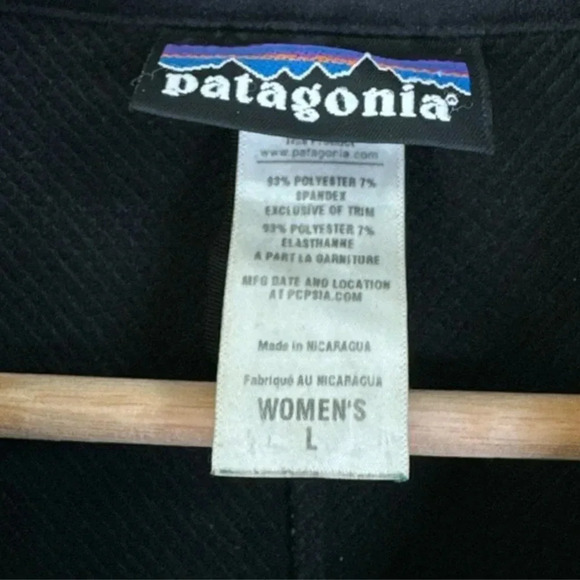 patagonia®
www.patagonia.com
93% POLYESTER 7%
SPANDEX
EXCLUSIVE OF TRIM
93% POLYESTER 7%
ELASTHANNE
A PART LA GARNITURE
MFG DATE AND LOCATION
AT PCPSIA.COM
Made in NICARAGUA
Fabriqué AU NICARAGUA
WOMEN'S
L